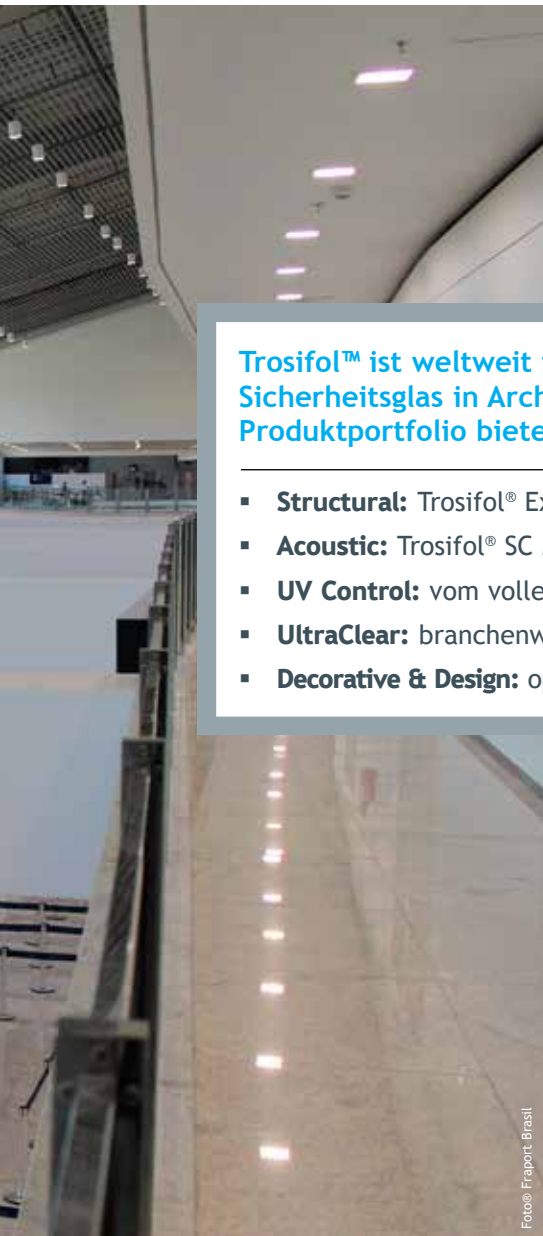 Trosifol™ ist weltweit
Sicherheitsglas in Arch
Produktportfolio biete
▪ Structural: Trosifol® Ex
▪ Acoustic: Trosifol® SC
▪ UV Control: vom volle
▪ UltraClear: branchenw
▪ Decorative & Design: op
Foto® Fraport Brasil